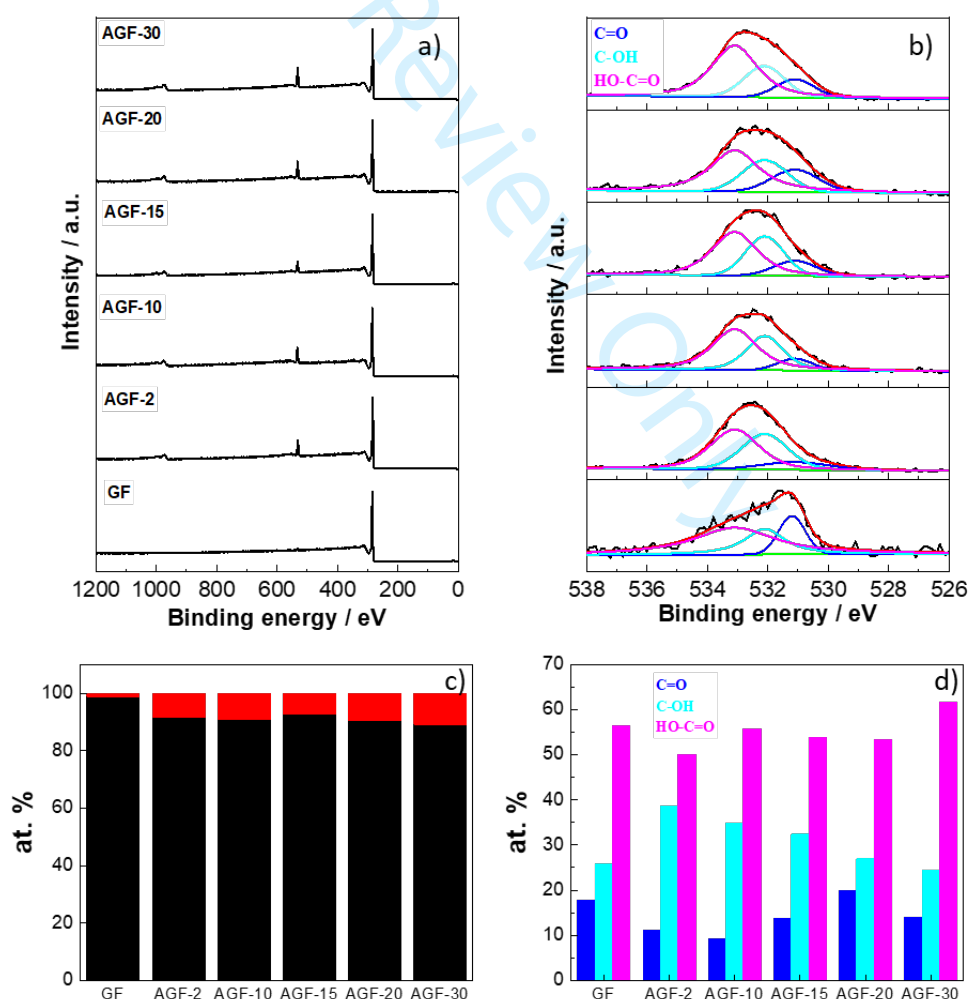 a)
AGF-30
AGF-20
AGF-15
AGF-10
AGF-2
GF
Intensity / a.u.
1200 1000 800 600 400 200 0
Binding energy / eV
b)
C=O
C-OH
HO-C=O
Intensity / a.u.
538 536 534 532 530 528 526
Binding energy / eV
Review Only
c)
100
80
60
40
20
0
at. %
GF AGF-2 AGF-10 AGF-15 AGF-20 AGF-30
d)
70
60
50
40
30
20
10
0
at. %
C=O
C-OH
HO-C=O
GF AGF-2 AGF-10 AGF-15 AGF-20 AGF-30